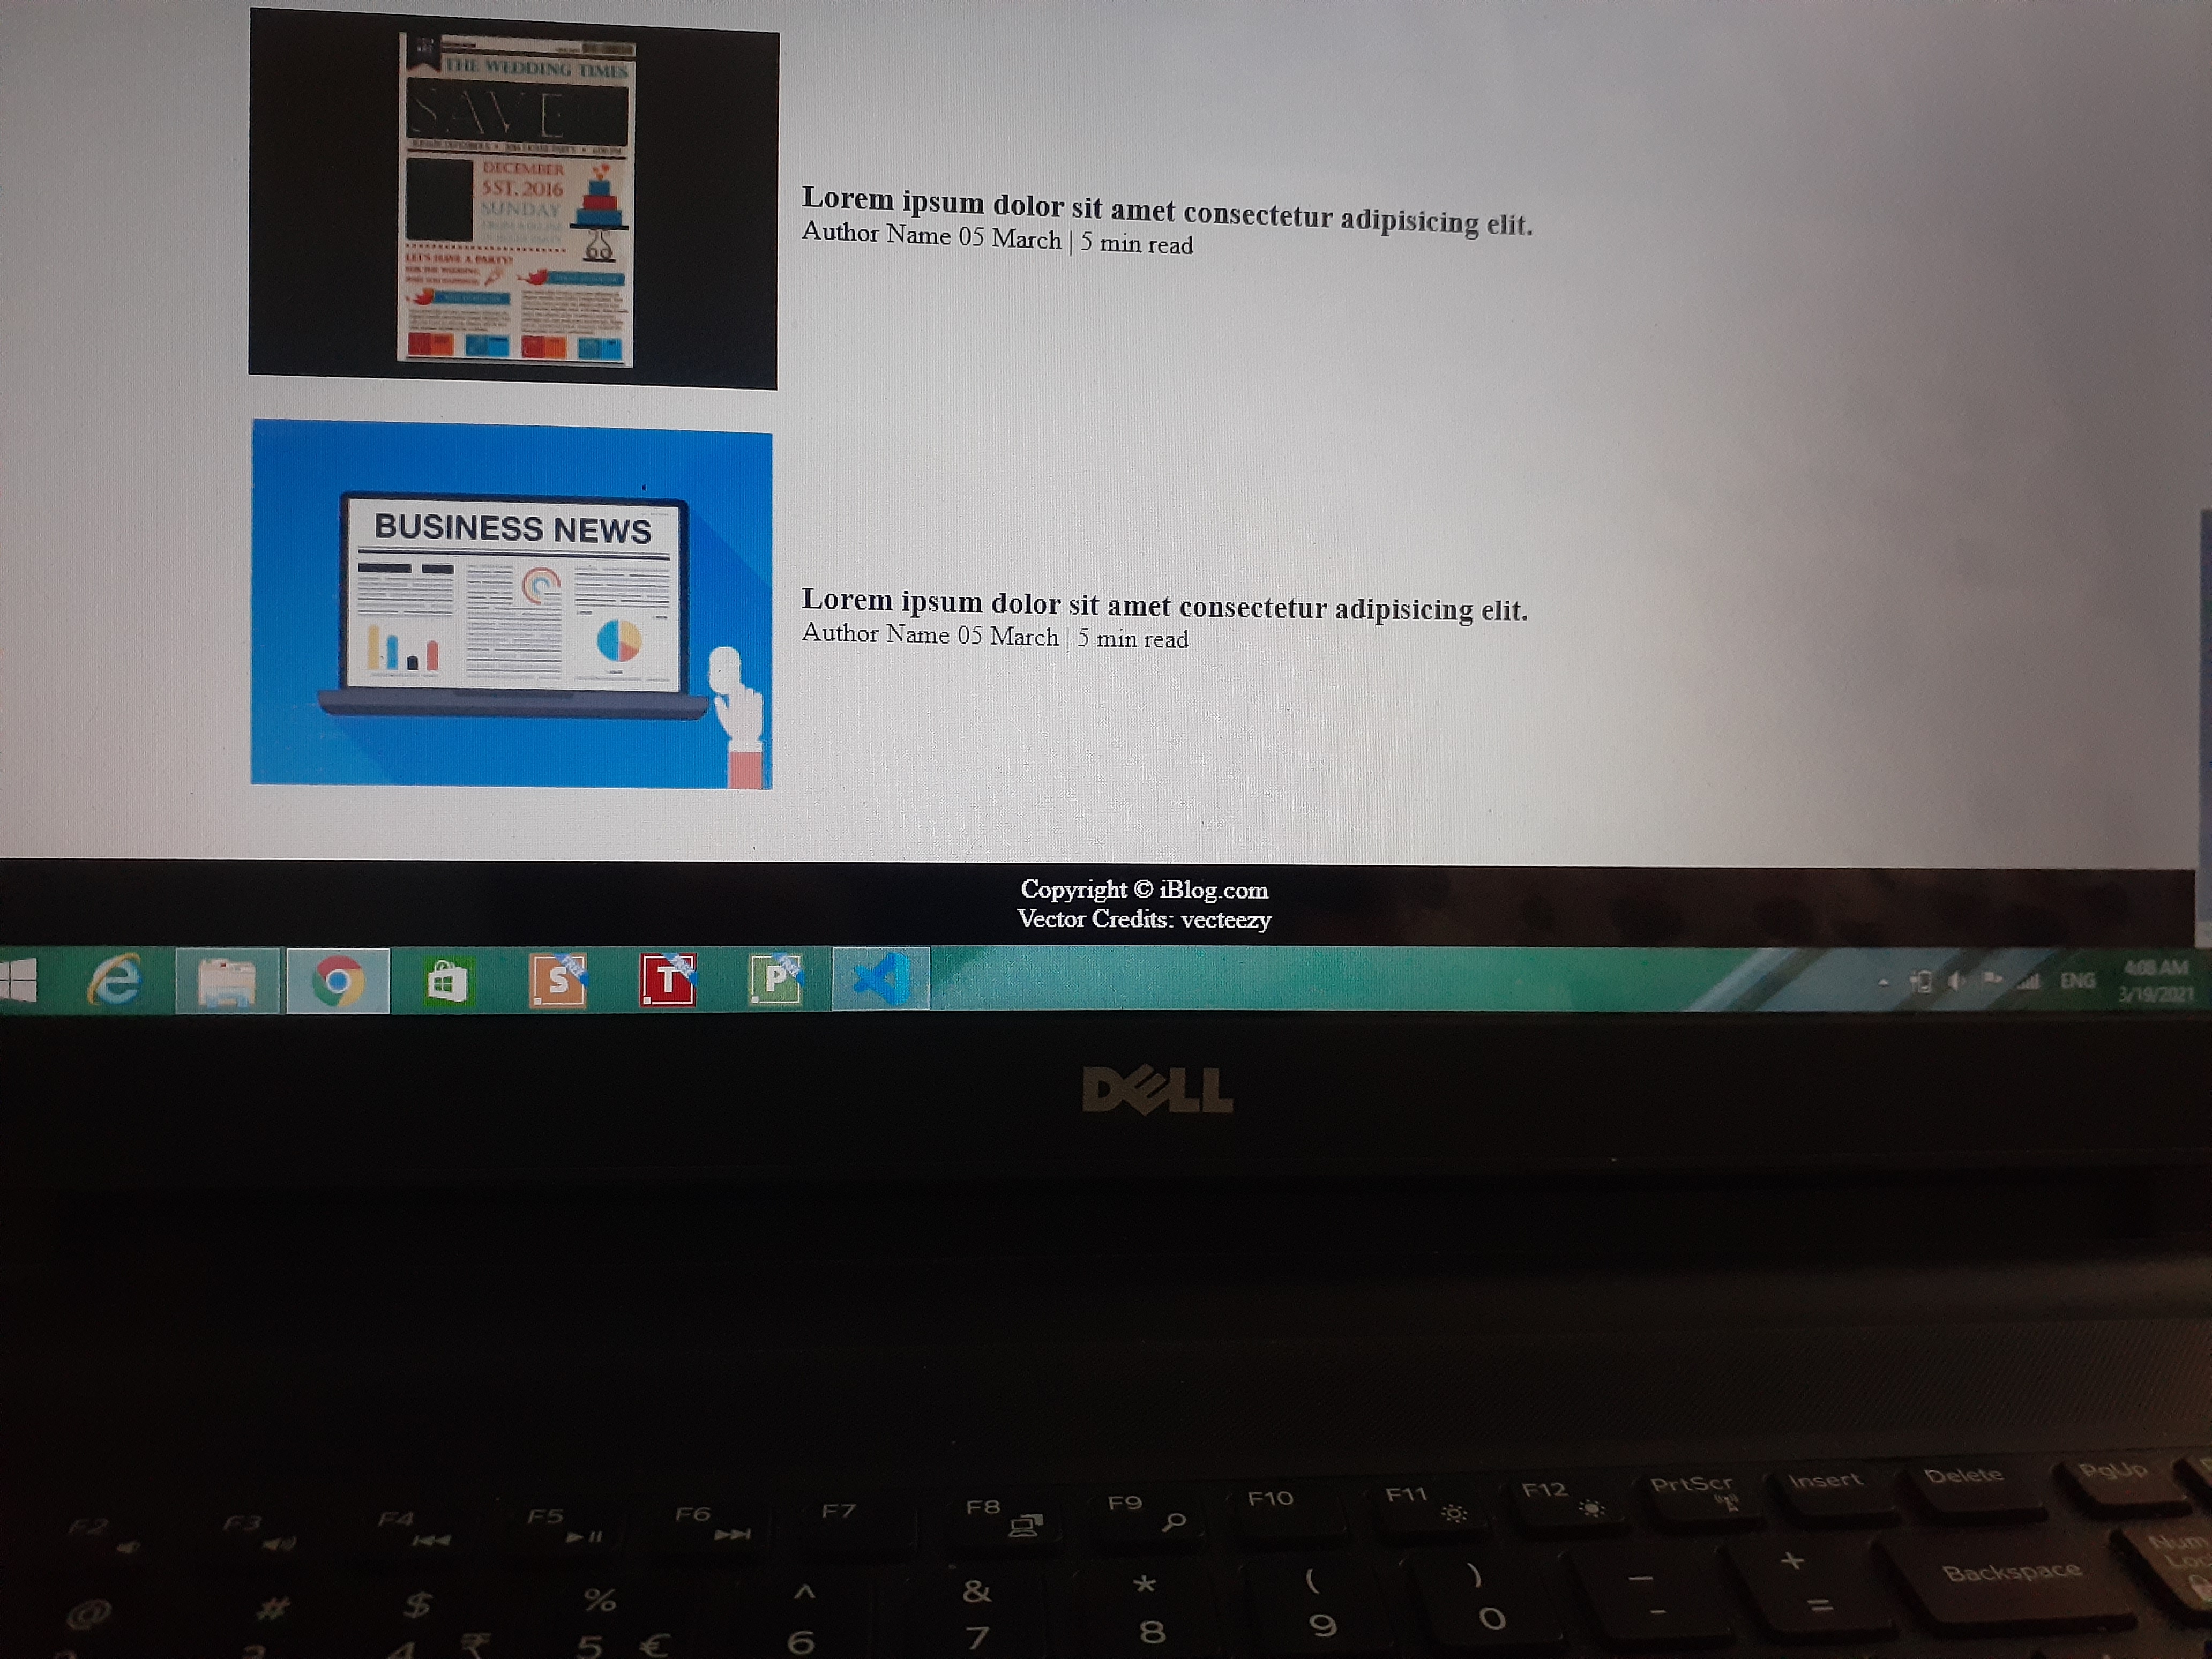 THE WEDDING TIMES
SAVE
DECEMBER
5ST, 2016
SUNDAY
LET'S HAVE A PARTY!
FOR THE WEDDING,
Lorem ipsum dolor sit amet consectetur adipisicing elit.
Author Name 05 March | 5 min read
BUSINESS NEWS
Lorem ipsum dolor sit amet consectetur adipisicing elit.
Author Name 05 March | 5 min read
Copyright © iBlog.com
Vector Credits: vecteezy
S T P ENG 4:08 AM
3/19/2021
DELL
F2 F3 F4 F5 F6 F7 F8 F9 F10 F11 F12 PrtScr Insert Delete PgUp
@ # $ % ^ & * ( ) — + Backspace Num
4 ₹ 5 € 6 7 8 9 0 - =